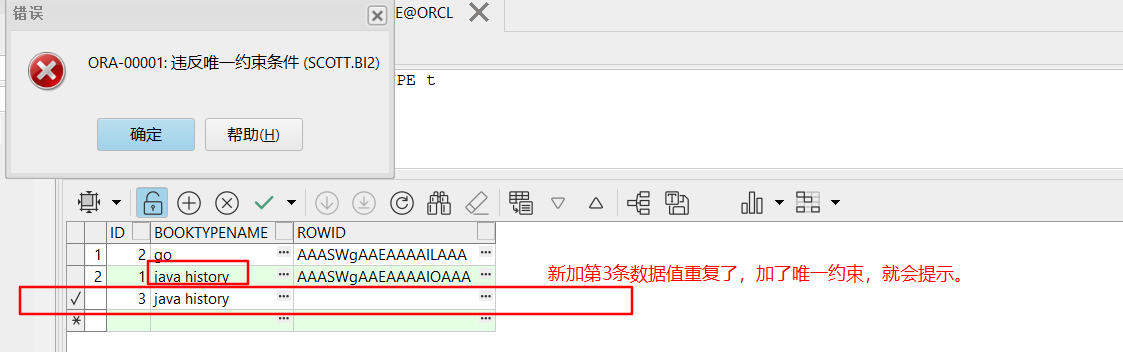 错误
E@ORCL
ORA-00001: 违反唯一约束条件 (SCOTT.BI2)
PE t
确定
帮助(H)
ID BOOKTYPENAME ROWID
1 2 go ··· AAASWgAAEAAAAILAAA ···
2 1 java history ··· AAASWgAAEAAAAIOAAA ···
3 java history ··· ···
新加第3条数据值重复了，加了唯一约束，就会提示。